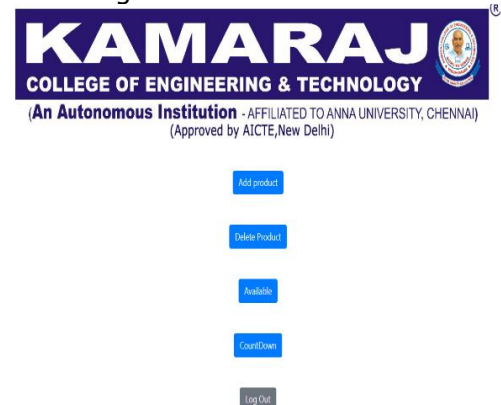 ®
KAMARAJ
COLLEGE OF ENGINEERING & TECHNOLOGY
(An Autonomous Institution - AFFILIATED TO ANNA UNIVERSITY, CHENNAI)
(Approved by AICTE,New Delhi)
Add product
Delete Product
Available
CountDown
Log Out